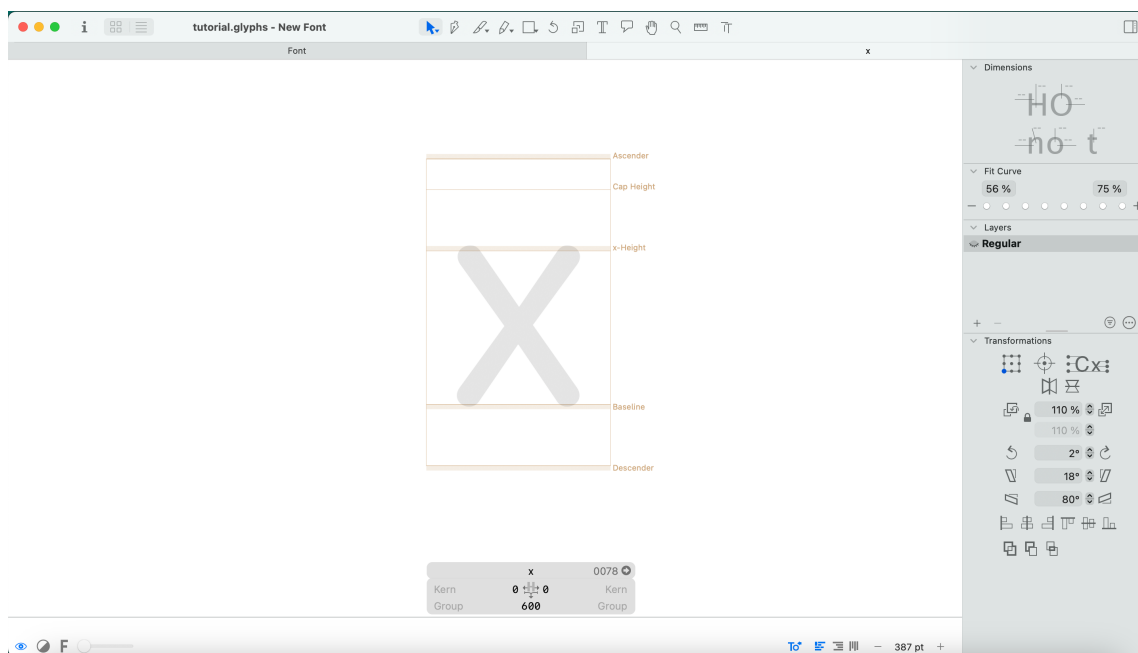 tutorial.glyphs - New Font
Font
x
Dimensions
HO
no t
Fit Curve
56 %
75 %
Layers
Regular
Transformations
Cx
110 %
110 %
2°
18°
80°
Ascender
Cap Height
x-Height
x
Baseline
Descender
x 0078
Kern 0 0 Kern
Group 600 Group
F
387 pt